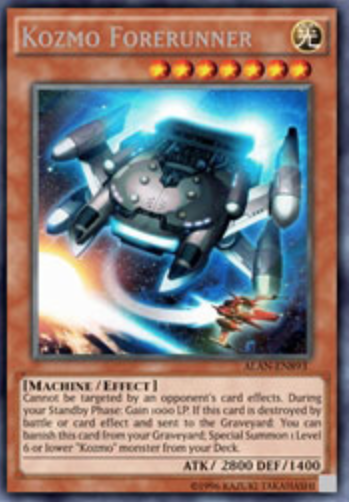 Kozmo Forerunner
光
ALAN-EN893
[Machine/Effect]
Cannot be targeted by an opponent's card effects. During
your Standby Phase: Gain 1000 LP. If this card is destroyed by
battle or card effect and sent to the Graveyard: You can
banish this card from your Graveyard; Special Summon 1 Level
6 or lower "Kozmo" monster from your Deck.
ATK/ 2800 DEF/1400
©1996 KAZUKI TAKAHASHI